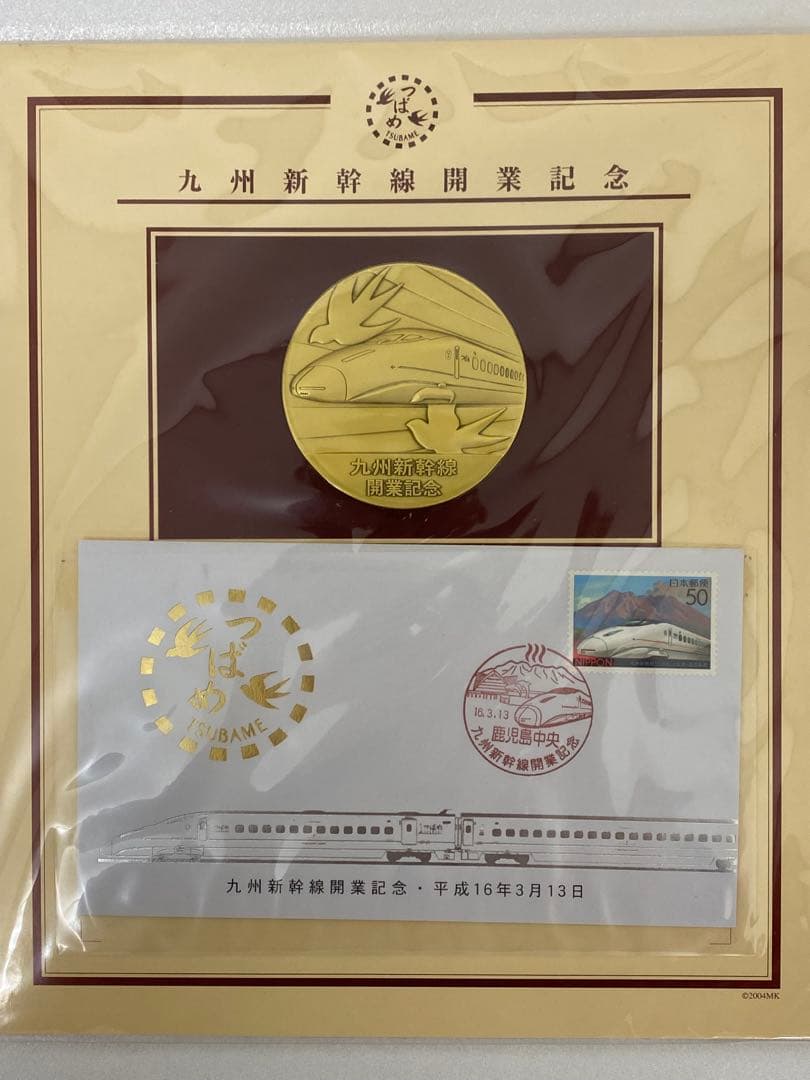 つばめ
TSUBAME
九州新幹線開業記念
九州新幹線
開業記念
日本郵便
50
NIPPON
つばめ
TSUBAME
16.3.13
鹿児島中央
九州新幹線開業記念
九州新幹線開業記念・平成16年3月13日
©2004MK